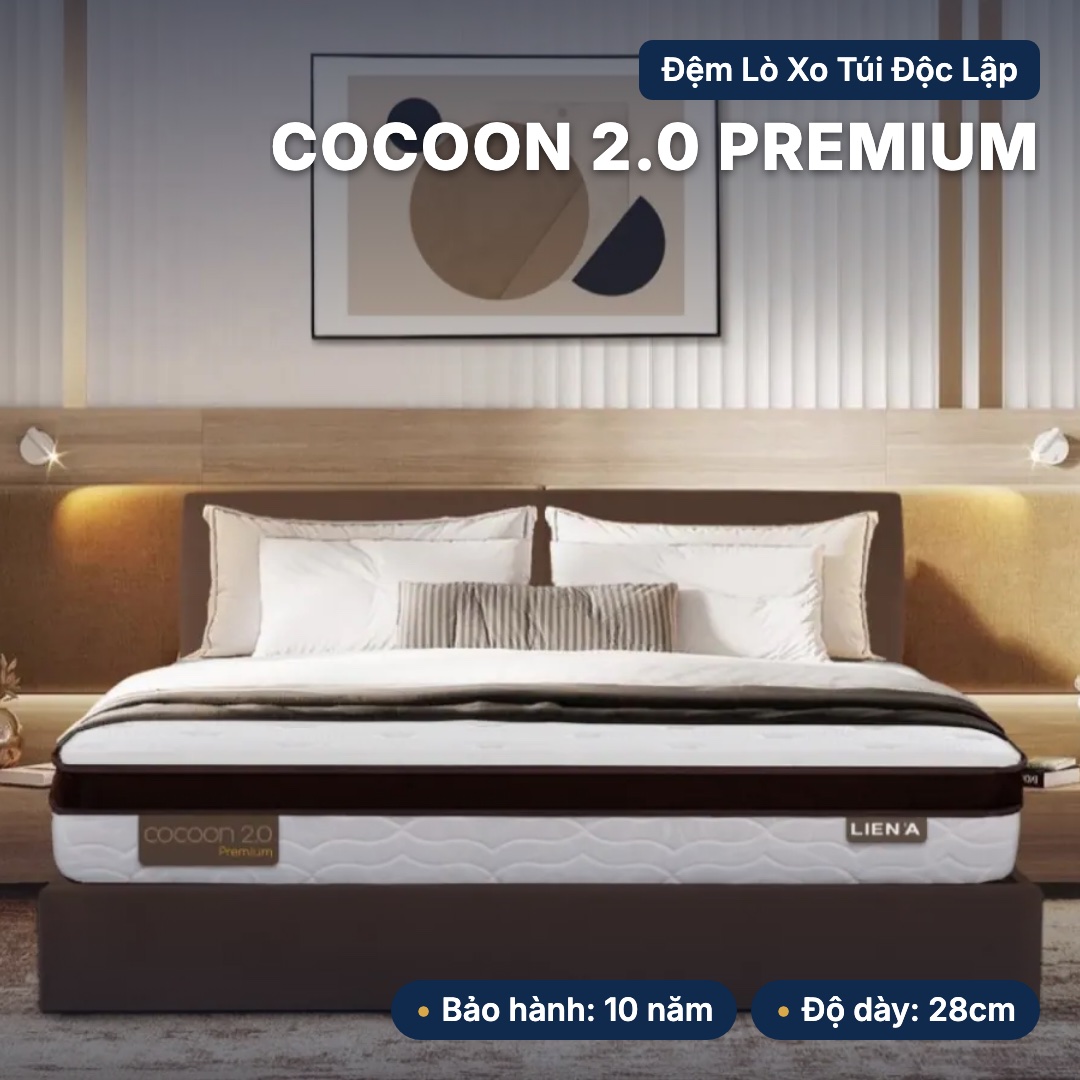 Đệm Lò Xo Túi Độc Lập
COCOON 2.0 PREMIUM
cocoon 2.0
Premium
LIEN'A
Bảo hành: 10 năm
Độ dày: 28cm